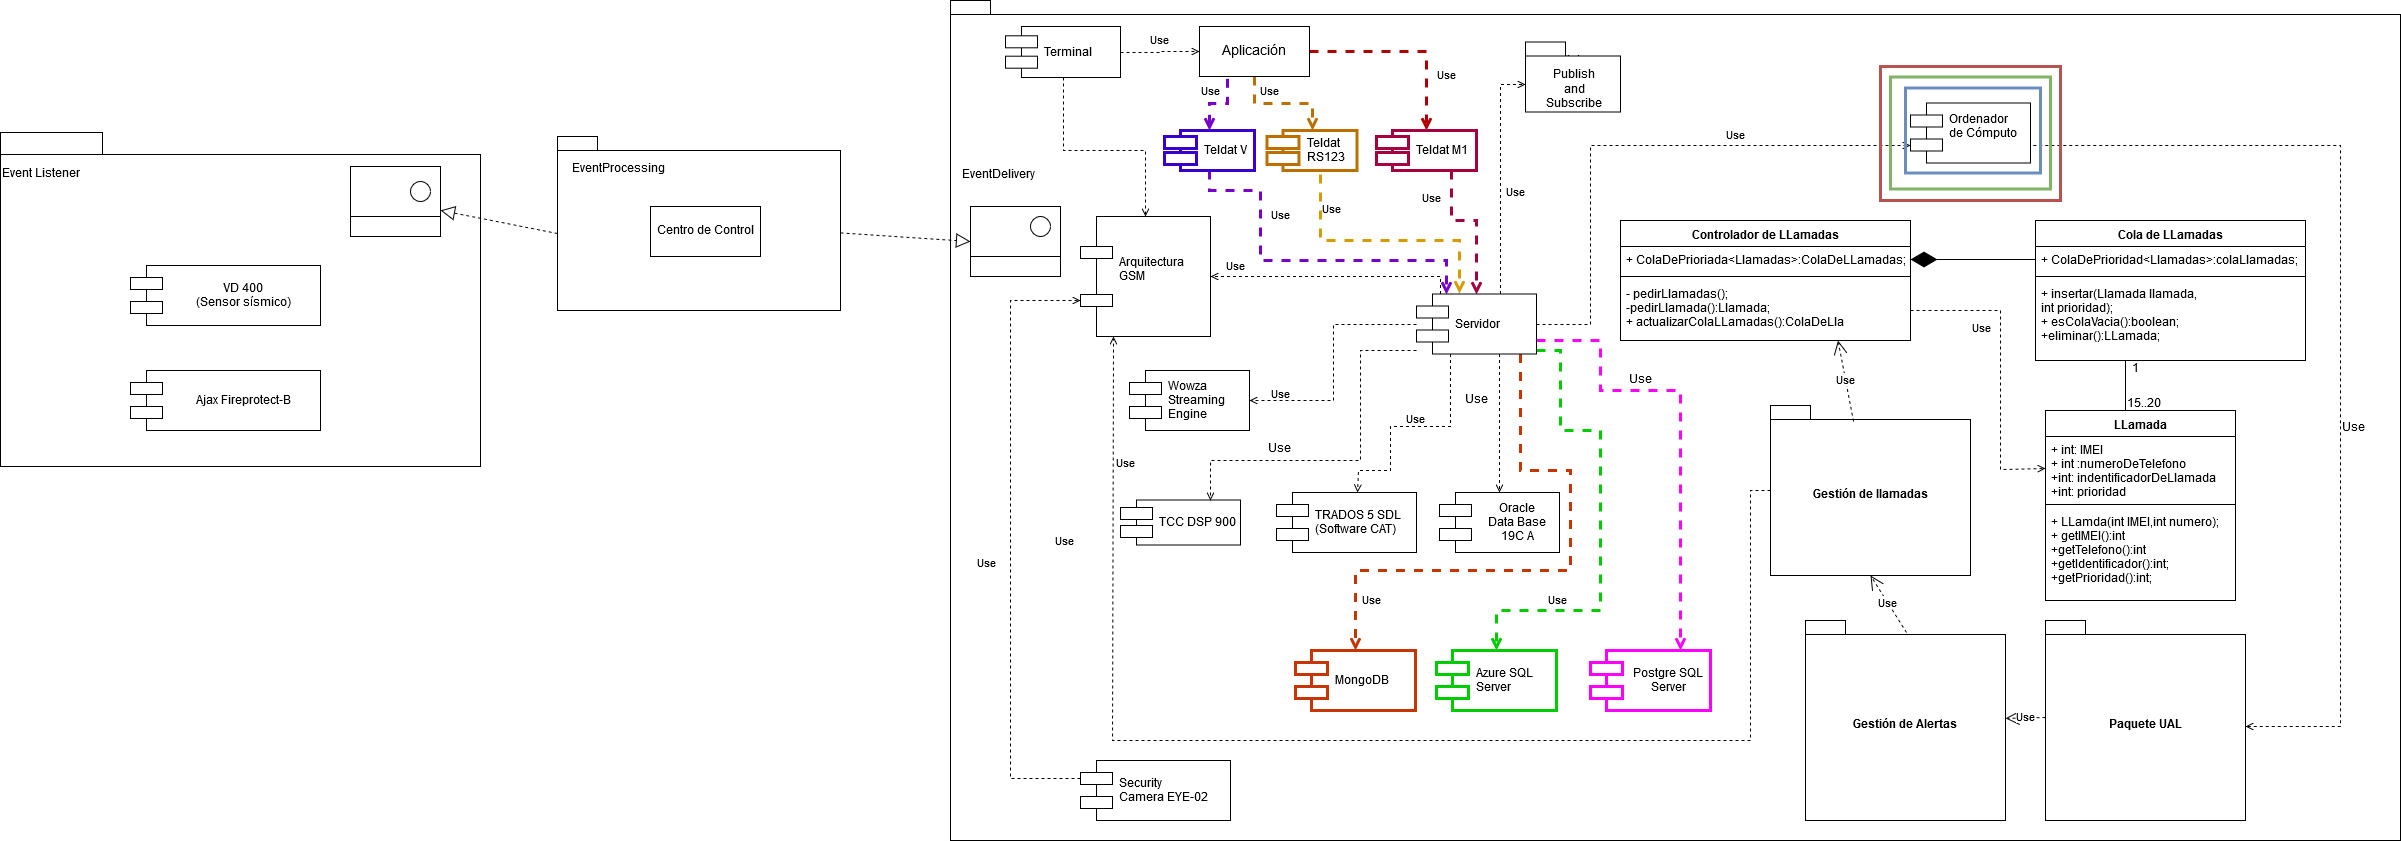 Event Listener
VD 400
(Sensor sísmico)
Ajax Fireprotect-B
EventProcessing
Centro de Control
EventDelivery
Terminal
Use
Aplicación
Use
Use
Use
Teldat V
Teldat
RS123
Teldat M1
Use
Use
Use
Publish
and
Subscribe
Use
Use
Ordenador
de Cómputo
Arquitectura
GSM
Use
Servidor
Wowza
Streaming
Engine
Use
Use
Use
Use
Use
Use
Use
Use
TCC DSP 900
TRADOS 5 SDL
(Software CAT)
Oracle
Data Base
19C A
Use
Use
MongoDB
Azure SQL
Server
Postgre SQL
Server
Security
Camera EYE-02
Controlador de LLamadas
+ ColaDePrioriada<Llamadas>:ColaDeLLamadas;
- pedirLlamadas();
-pedirLlamada():Llamada;
+ actualizarColaLLamadas():ColaDeLla
Cola de LLamadas
+ ColaDePrioridad<Llamadas>:colaLlamadas;
+ insertar(Llamada llamada,
int prioridad);
+ esColaVacia():boolean;
+eliminar():LLamada;
Use
1
15..20
Use
Use
LLamada
+ int: IMEI
+ int :numeroDeTelefono
+int: indentificadorDeLlamada
+int: prioridad
+ LLamda(int IMEI,int numero);
+ getIMEI():int
+getTelefono():int
+getIdentificador():int;
+getPrioridad():int;
Gestión de llamadas
Use
Gestión de Alertas
Use
Paquete UAL